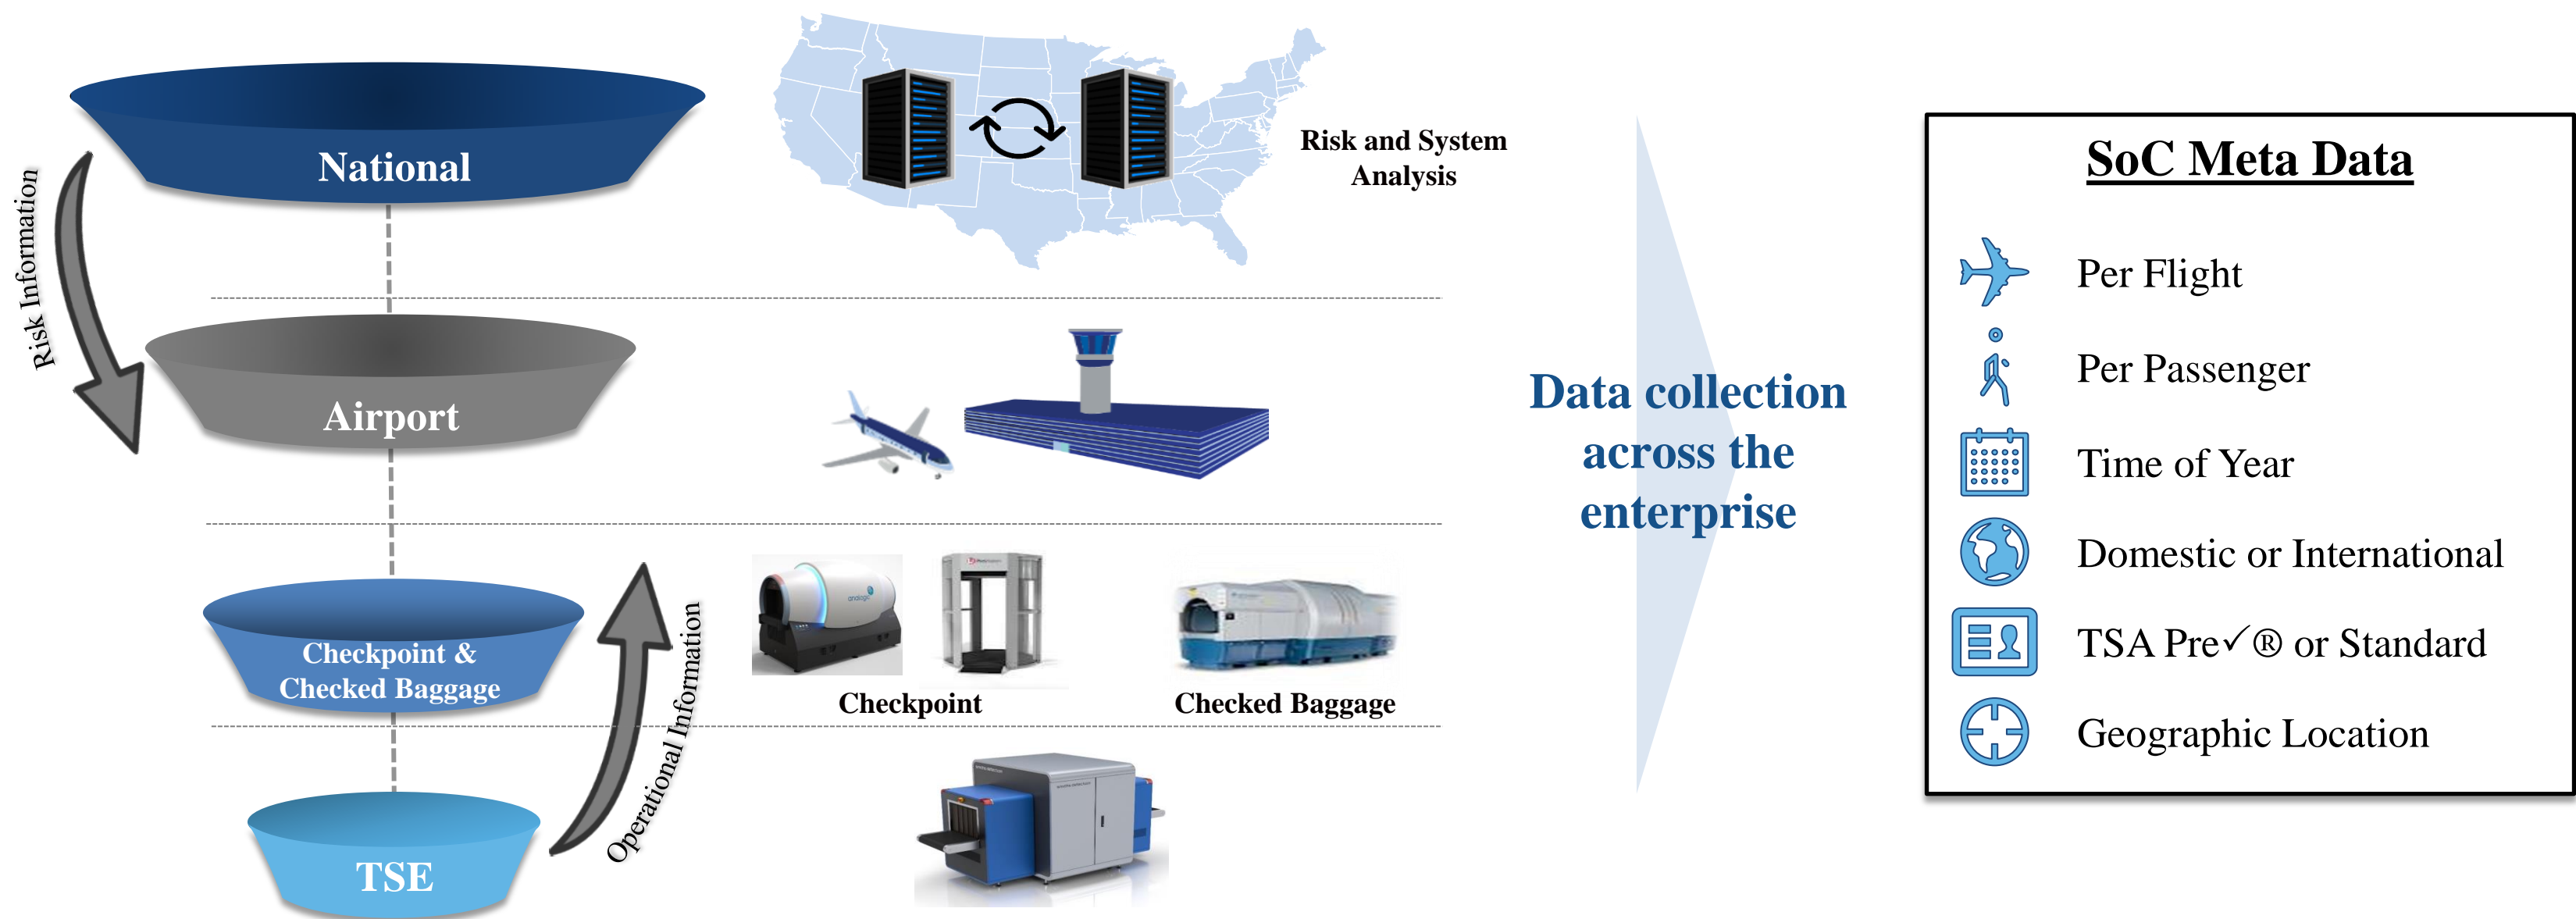 National
Risk Information
Risk and System
Analysis
Airport
Checkpoint &
Checked Baggage
Operational Information
analogic
Checkpoint
Checked Baggage
TSE
Data collection
across the
enterprise
SoC Meta Data
Per Flight
Per Passenger
Time of Year
Domestic or International
TSA Pre✓® or Standard
Geographic Location